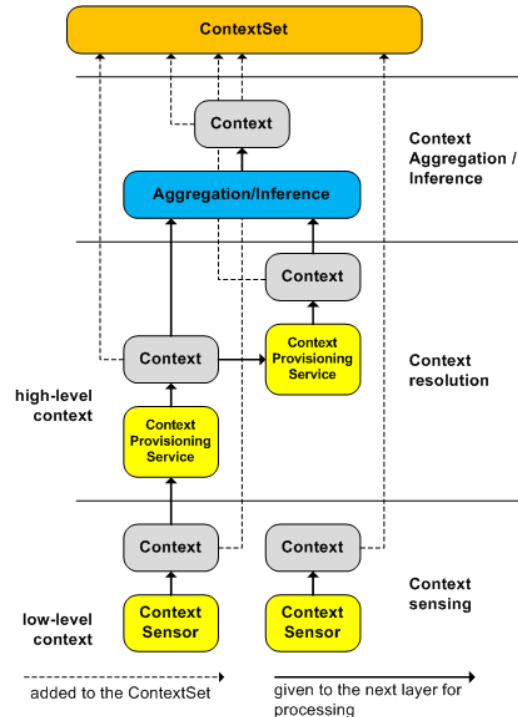 ContextSet
Context
Context
Aggregation /
Inference
Aggregation/Inference
Context
Context
Provisioning
Service
Context
Context
resolution
high-level
context
Context
Provisioning
Service
Context
Context
Context
sensing
low-level
context
Context
Sensor
Context
Sensor
added to the ContextSet
given to the next layer for
processing